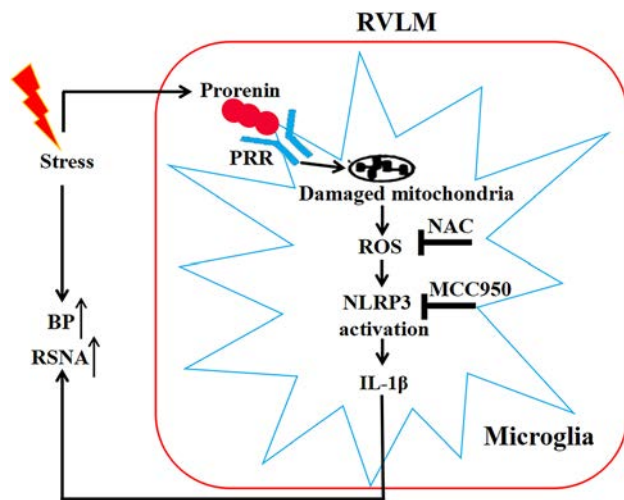 RVLM
Prorenin
Stress
PRR
Damaged mitochondria
NAC
ROS
MCC950
NLRP3
activation
BP
RSNA
IL-1β
Microglia